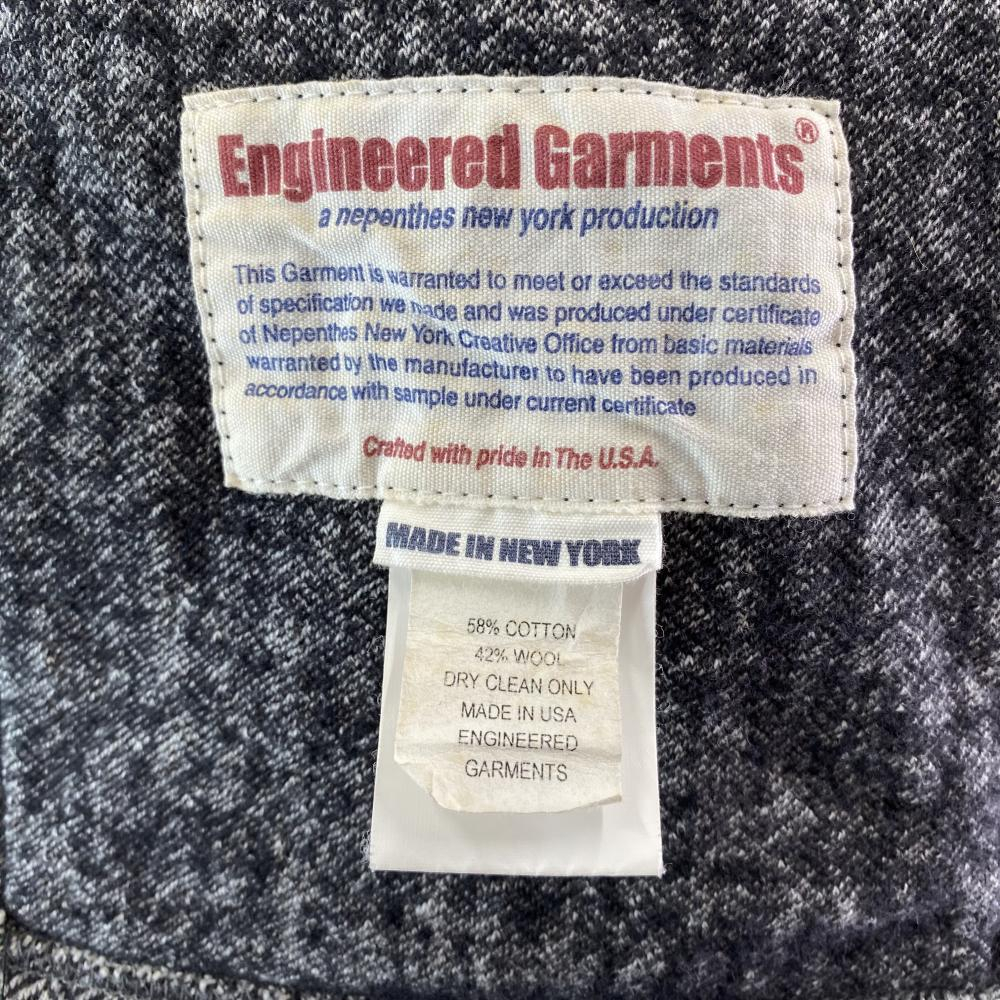 Engineered Garments®
a nepenthes new york production
This Garment is warranted to meet or exceed the standards
of specification we made and was produced under certificate
of Nepenthes New York Creative Office from basic materials
warranted by the manufacturer to have been produced in
accordance with sample under current certificate
Crafted with pride in The U.S.A.
MADE IN NEW YORK
58% COTTON
42% WOOL
DRY CLEAN ONLY
MADE IN USA
ENGINEERED
GARMENTS